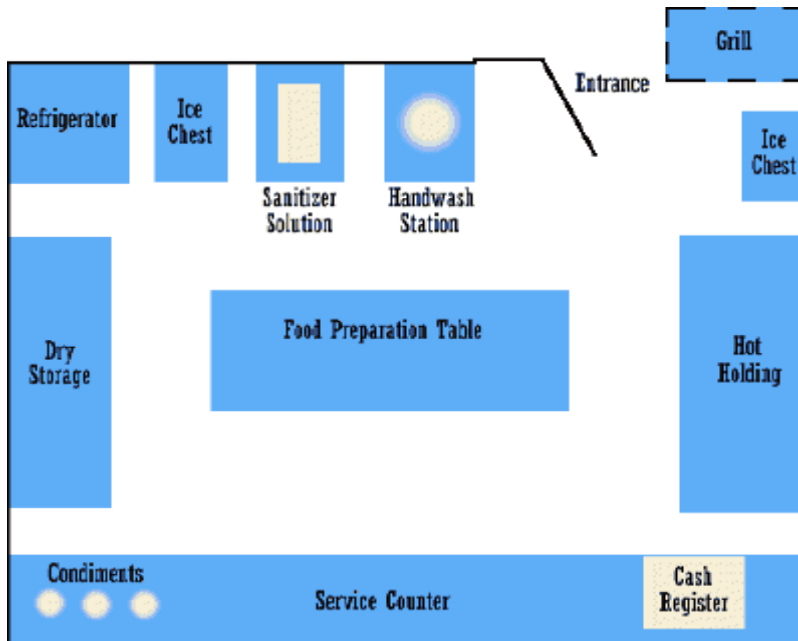 Grill
Entrance
Refrigerator
Ice
Chest
Ice
Chest
Sanitizer
Solution
Handwash
Station
Food Preparation Table
Dry
Storage
Hot
Holding
Condiments
Service Counter
Cash
Register